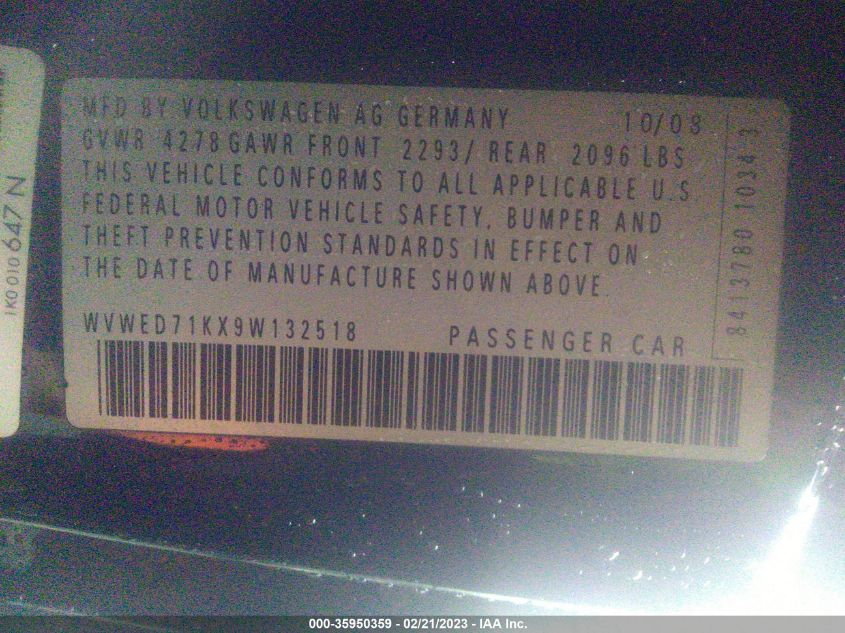 MFD BY VOLKSWAGEN AG GERMANY 10/08
GVWR 4278 GAWR FRONT 2293/ REAR 2096 LBS
THIS VEHICLE CONFORMS TO ALL APPLICABLE U.S.
FEDERAL MOTOR VEHICLE SAFETY, BUMPER AND
THEFT PREVENTION STANDARDS IN EFFECT ON
THE DATE OF MANUFACTURE SHOWN ABOVE.
WVWED71KX9W132518 PASSENGER CAR
8413780 1034 3
1K0 010 647 N
000-35950359 - 02/21/2023 - IAA Inc.